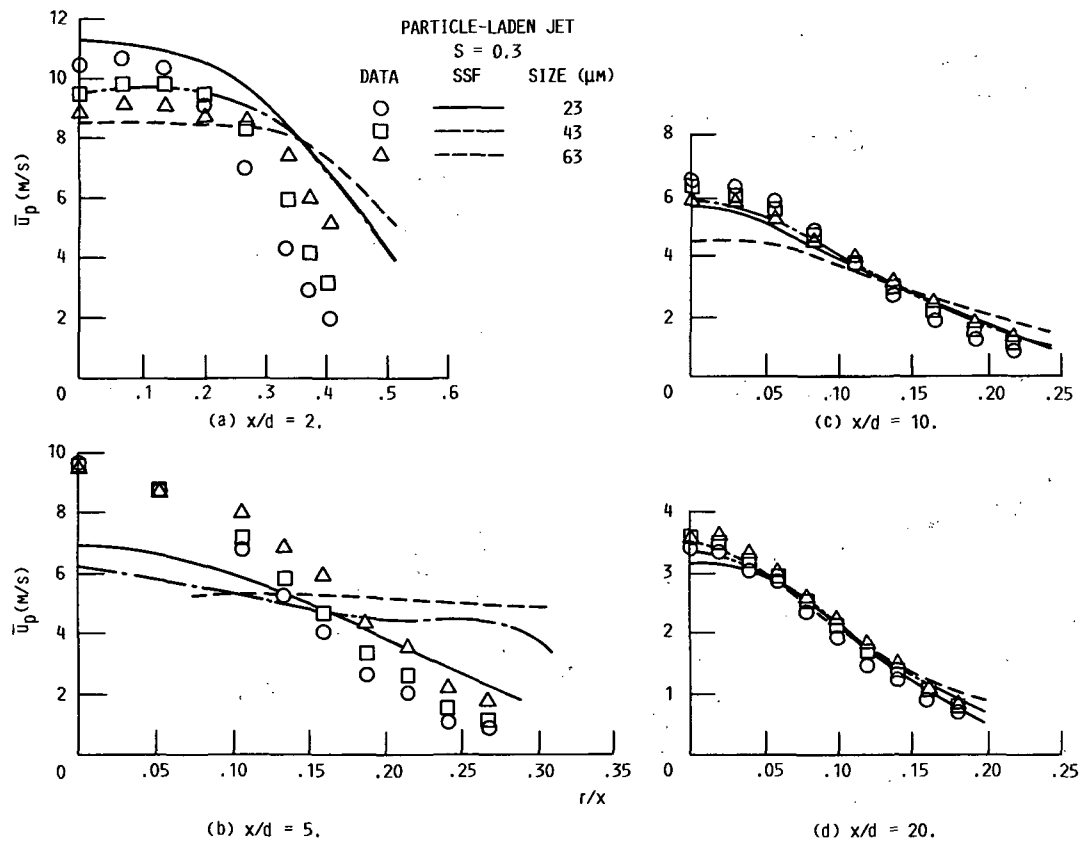 PARTICLE-LADEN JET
S = 0.3
DATA SSF SIZE (μM)
23
43
63
12
10
8
6
4
2
0
ūp (M/S)
.1 .2 .3 .4 .5 .6
(a) x/d = 2.
8
6
4
2
0
.05 .10 .15 .20 .25
(c) x/d = 10.
10
8
6
4
2
0
ūp (M/S)
.05 .10 .15 .20 .25 .30 .35
r/x
(b) x/d = 5.
4
3
2
1
0
.05 .10 .15 .20 .25
(d) x/d = 20.